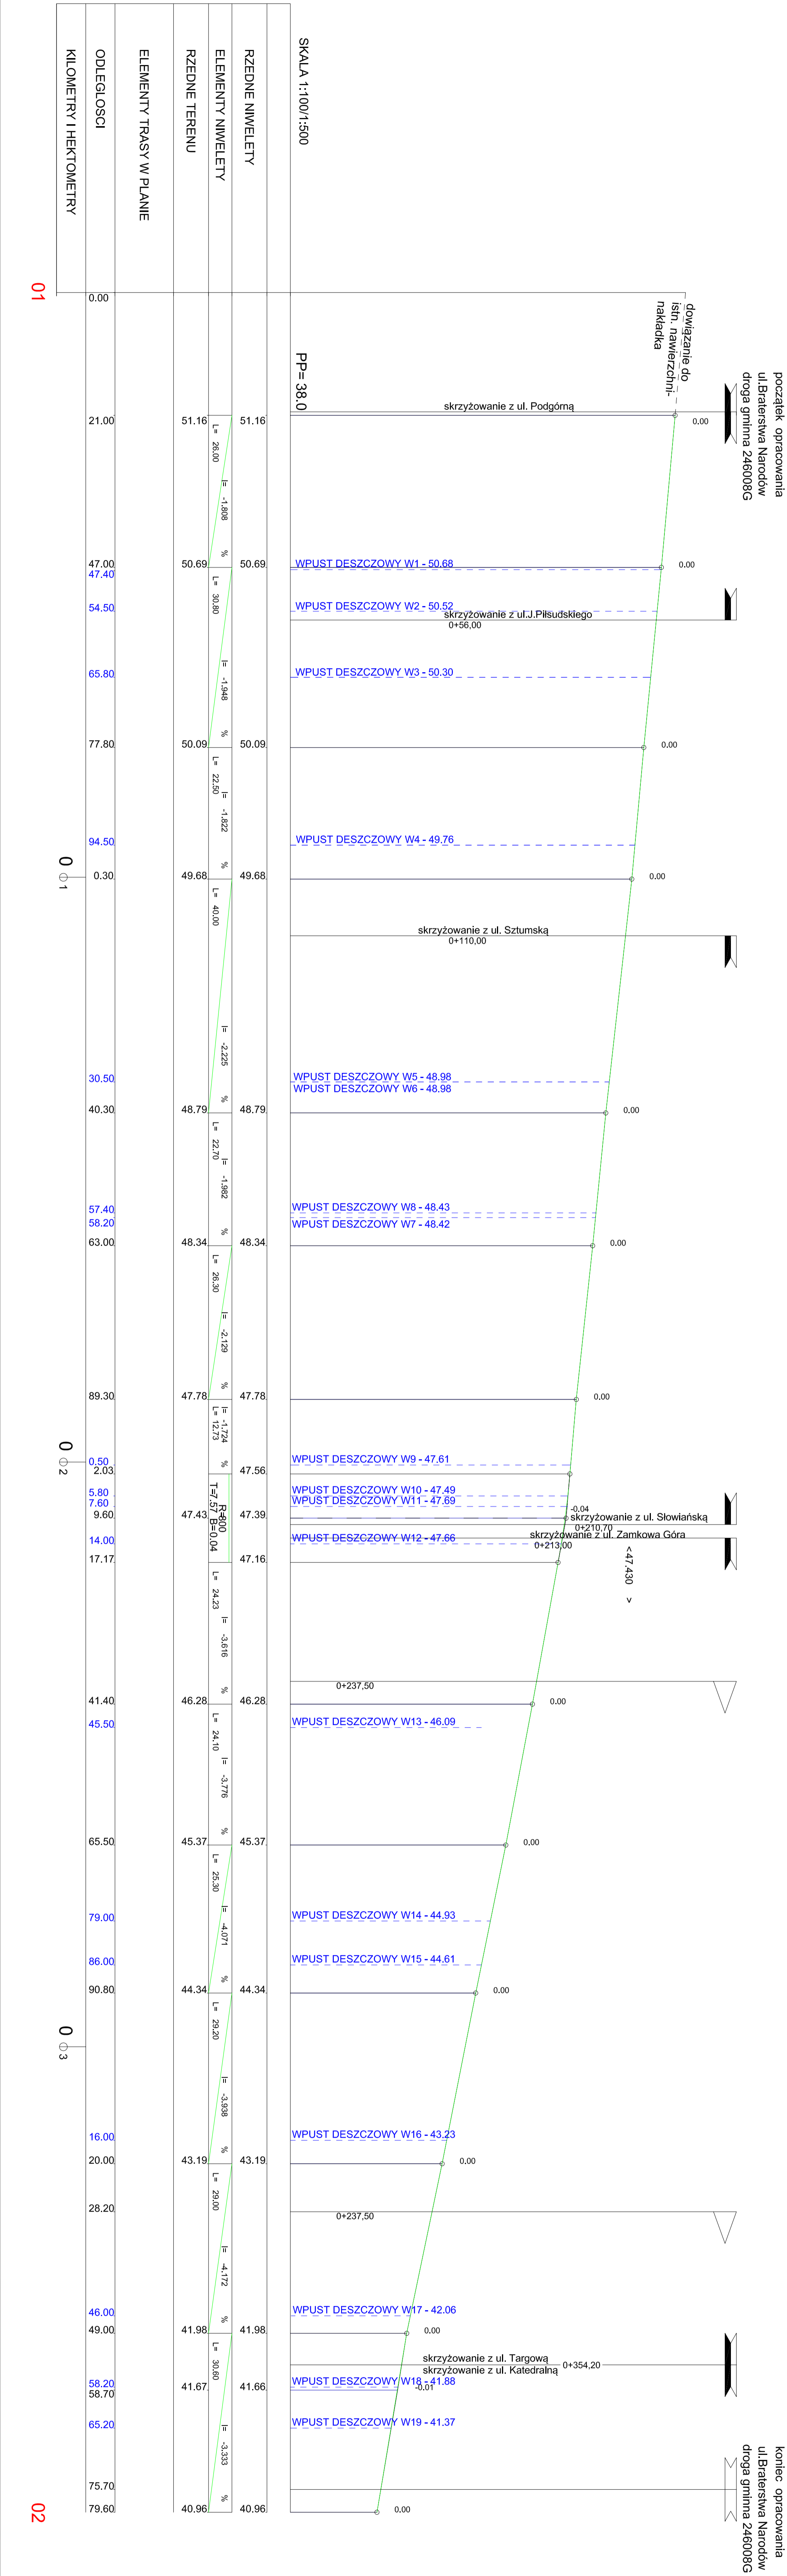 początek opracowania
ul.Braterstwa Narodów
droga gminna 246008G
dowiązanie do
istn. nawierzchni-
nakładka
SKALA 1:100/1:500
RZEDNE NIWELETY
ELEMENTY NIWELETY
RZEDNE TERENU
ELEMENTY TRASY W PLANIE
ODLEGLOSCI
KILOMETRY I HEKTOMETRY
01
0.00
PP= 38.0
skrzyżowanie z ul. Podgórną
0.00
21.00
51.16
51.16
L= 26.00 I= -1.808 %
47.00
50.69
50.69
WPUST DESZCZOWY W1 - 50.68
0.00
47.40
L= 30.80 I= -1.948 %
54.50
WPUST DESZCZOWY W2 - 50.52
skrzyżowanie z ul.J.Piłsudskiego
0+56,00
65.80
WPUST DESZCZOWY W3 - 50.30
77.80
50.09
50.09
0.00
L= 22.50 I= -1.822 %
94.50
WPUST DESZCZOWY W4 - 49.76
0 1
0.30
49.68
49.68
0.00
L= 40.00 I= -2.225 %
skrzyżowanie z ul. Sztumską
0+110,00
30.50
WPUST DESZCZOWY W5 - 48.98
WPUST DESZCZOWY W6 - 48.98
40.30
48.79
48.79
0.00
L= 22.70 I= -1.982 %
57.40
WPUST DESZCZOWY W8 - 48.43
58.20
WPUST DESZCZOWY W7 - 48.42
63.00
48.34
48.34
0.00
L= 26.30 I= -2.129 %
89.30
47.78
47.78
0.00
L= 12.73 I= -1.724 %
0 2
0.50
WPUST DESZCZOWY W9 - 47.61
2.03
47.56
R=800
T=7.57 B=0.04
5.80
WPUST DESZCZOWY W10 - 47.49
7.60
WPUST DESZCZOWY W11 - 47.69
-0.04
9.60
47.43
47.39
skrzyżowanie z ul. Słowiańską
0+210,70
skrzyżowanie z ul. Zamkowa Góra
0+213,00
14.00
WPUST DESZCZOWY W12 - 47.66
<47.430 >
17.17
47.16
L= 24.23 I= -3.616 %
0+237,50
41.40
46.28
46.28
0.00
L= 24.10 I= -3.776 %
45.50
WPUST DESZCZOWY W13 - 46.09
65.50
45.37
45.37
0.00
L= 25.30 I= -4.071 %
79.00
WPUST DESZCZOWY W14 - 44.93
86.00
WPUST DESZCZOWY W15 - 44.61
90.80
44.34
44.34
0.00
L= 29.20 I= -3.938 %
0 3
16.00
WPUST DESZCZOWY W16 - 43.23
20.00
43.19
43.19
0.00
L= 29.00 I= -4.172 %
28.20
0+237,50
46.00
WPUST DESZCZOWY W17 - 42.06
49.00
41.98
41.98
0.00
L= 30.60 I= -3.333 %
skrzyżowanie z ul. Targową
0+354,20
skrzyżowanie z ul. Katedralną
58.20
WPUST DESZCZOWY W18 - 41.88
58.70
41.67
41.66
-0.01
65.20
WPUST DESZCZOWY W19 - 41.37
75.70
79.60
40.96
40.96
0.00
koniec opracowania
ul.Braterstwa Narodów
droga gminna 246008G
02